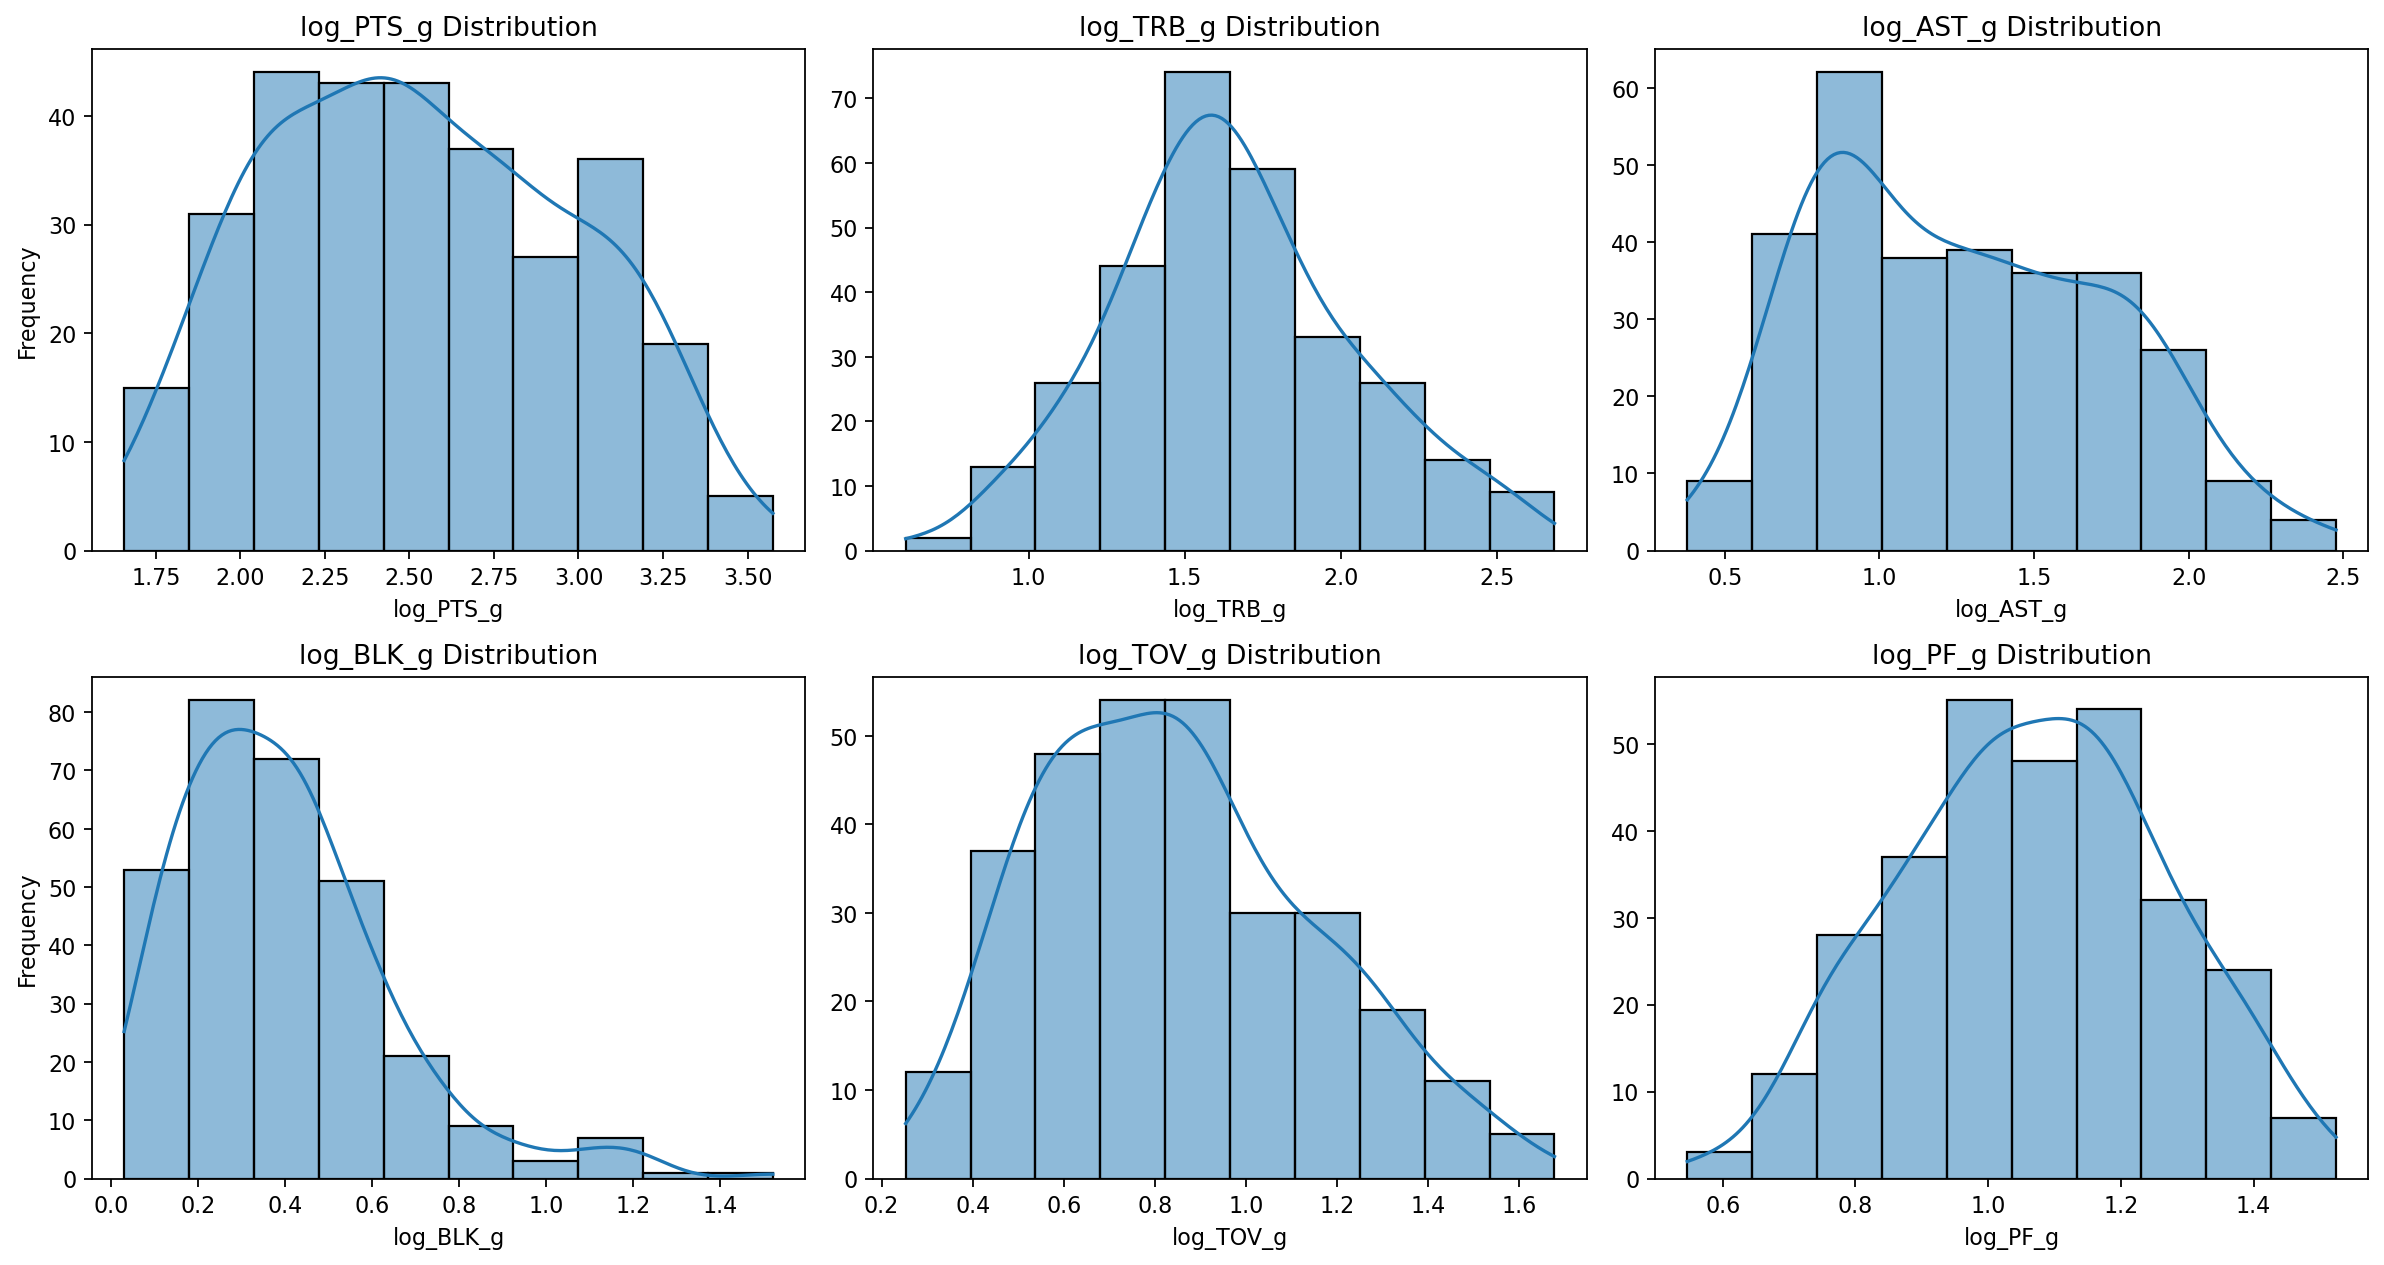 log_PTS_g Distribution
log_TRB_g Distribution
log_AST_g Distribution
Frequency
40
30
20
10
0
1.75 2.00 2.25 2.50 2.75 3.00 3.25 3.50
log_PTS_g
70
60
50
40
30
20
10
0
1.0 1.5 2.0 2.5
log_TRB_g
60
50
40
30
20
10
0
0.5 1.0 1.5 2.0 2.5
log_AST_g
log_BLK_g Distribution
log_TOV_g Distribution
log_PF_g Distribution
Frequency
80
70
60
50
40
30
20
10
0
0.0 0.2 0.4 0.6 0.8 1.0 1.2 1.4
log_BLK_g
50
40
30
20
10
0
0.2 0.4 0.6 0.8 1.0 1.2 1.4 1.6
log_TOV_g
50
40
30
20
10
0
0.6 0.8 1.0 1.2 1.4
log_PF_g